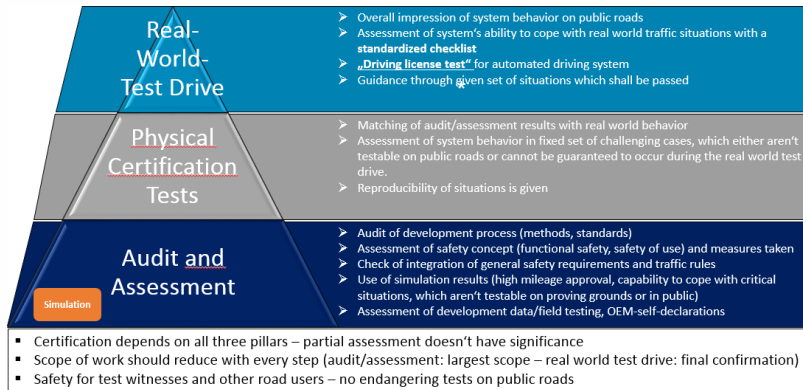 Real-
World-
Test Drive
➢ Overall impression of system behavior on public roads
➢ Assessment of system's ability to cope with real world traffic situations with a
standardized checklist
➢ „Driving license test“ for automated driving system
➢ Guidance through given set of situations which shall be passed
Physical
Certification
Tests
➢ Matching of audit/assessment results with real world behavior
➢ Assessment of system behavior in fixed set of challenging cases, which either aren't
testable on public roads or cannot be guaranteed to occur during the real world test
drive.
➢ Reproducibility of situations is given
Audit and
Assessment
Simulation
➢ Audit of development process (methods, standards)
➢ Assessment of safety concept (functional safety, safety of use) and measures taken
➢ Check of integration of general safety requirements and traffic rules
➢ Use of simulation results (high mileage approval, capability to cope with critical
situations, which aren't testable on proving grounds or in public)
➢ Assessment of development data/field testing, OEM-self-declarations
▪ Certification depends on all three pillars – partial assessment doesn't have significance
▪ Scope of work should reduce with every step (audit/assessment: largest scope – real world test drive: final confirmation)
▪ Safety for test witnesses and other road users – no endangering tests on public roads